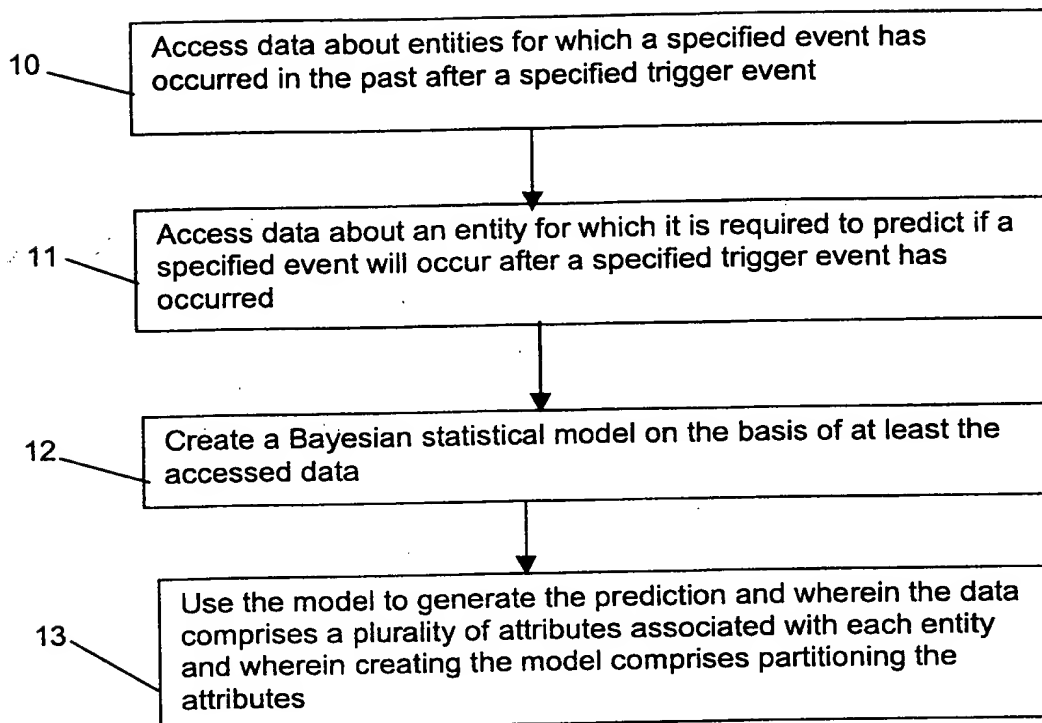 10
Access data about entities for which a specified event has
occurred in the past after a specified trigger event
11
Access data about an entity for which it is required to predict if a
specified event will occur after a specified trigger event has
occurred
12
Create a Bayesian statistical model on the basis of at least the
accessed data
13
Use the model to generate the prediction and wherein the data
comprises a plurality of attributes associated with each entity
and wherein creating the model comprises partitioning the
attributes